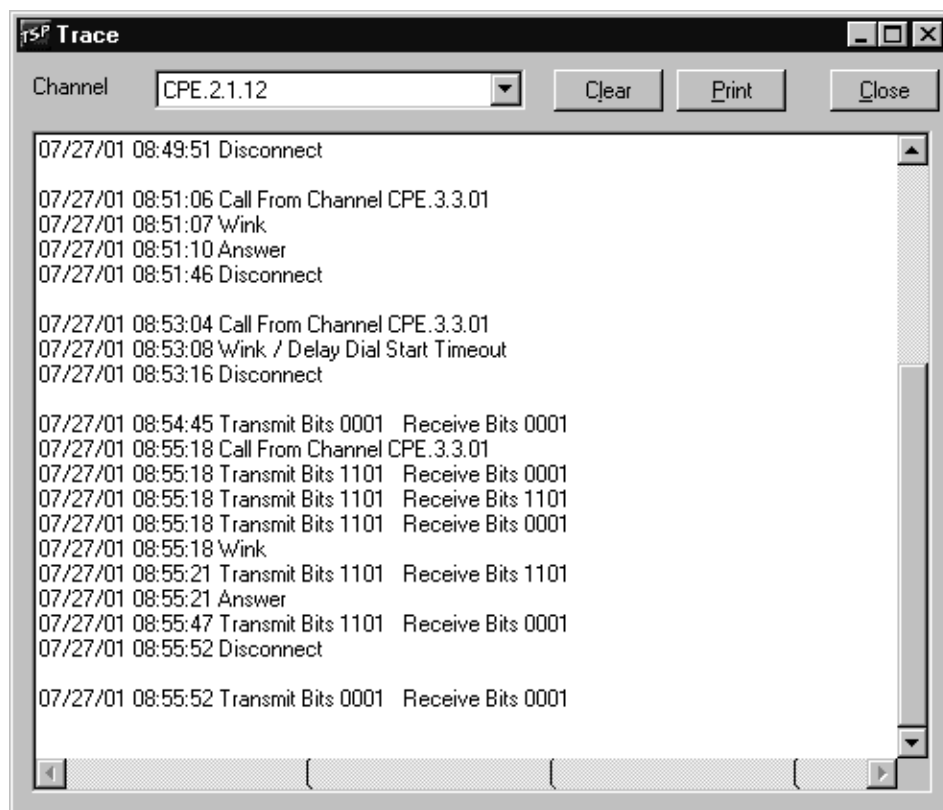 TSP Trace
Channel CPE.2.1.12 Clear Print Close
07/27/01 08:49:51 Disconnect
07/27/01 08:51:06 Call From Channel CPE.3.3.01
07/27/01 08:51:07 Wink
07/27/01 08:51:10 Answer
07/27/01 08:51:46 Disconnect
07/27/01 08:53:04 Call From Channel CPE.3.3.01
07/27/01 08:53:08 Wink / Delay Dial Start Timeout
07/27/01 08:53:16 Disconnect
07/27/01 08:54:45 Transmit Bits 0001 Receive Bits 0001
07/27/01 08:55:18 Call From Channel CPE.3.3.01
07/27/01 08:55:18 Transmit Bits 1101 Receive Bits 0001
07/27/01 08:55:18 Transmit Bits 1101 Receive Bits 1101
07/27/01 08:55:18 Transmit Bits 1101 Receive Bits 0001
07/27/01 08:55:18 Wink
07/27/01 08:55:21 Transmit Bits 1101 Receive Bits 1101
07/27/01 08:55:21 Answer
07/27/01 08:55:47 Transmit Bits 1101 Receive Bits 0001
07/27/01 08:55:52 Disconnect
07/27/01 08:55:52 Transmit Bits 0001 Receive Bits 0001